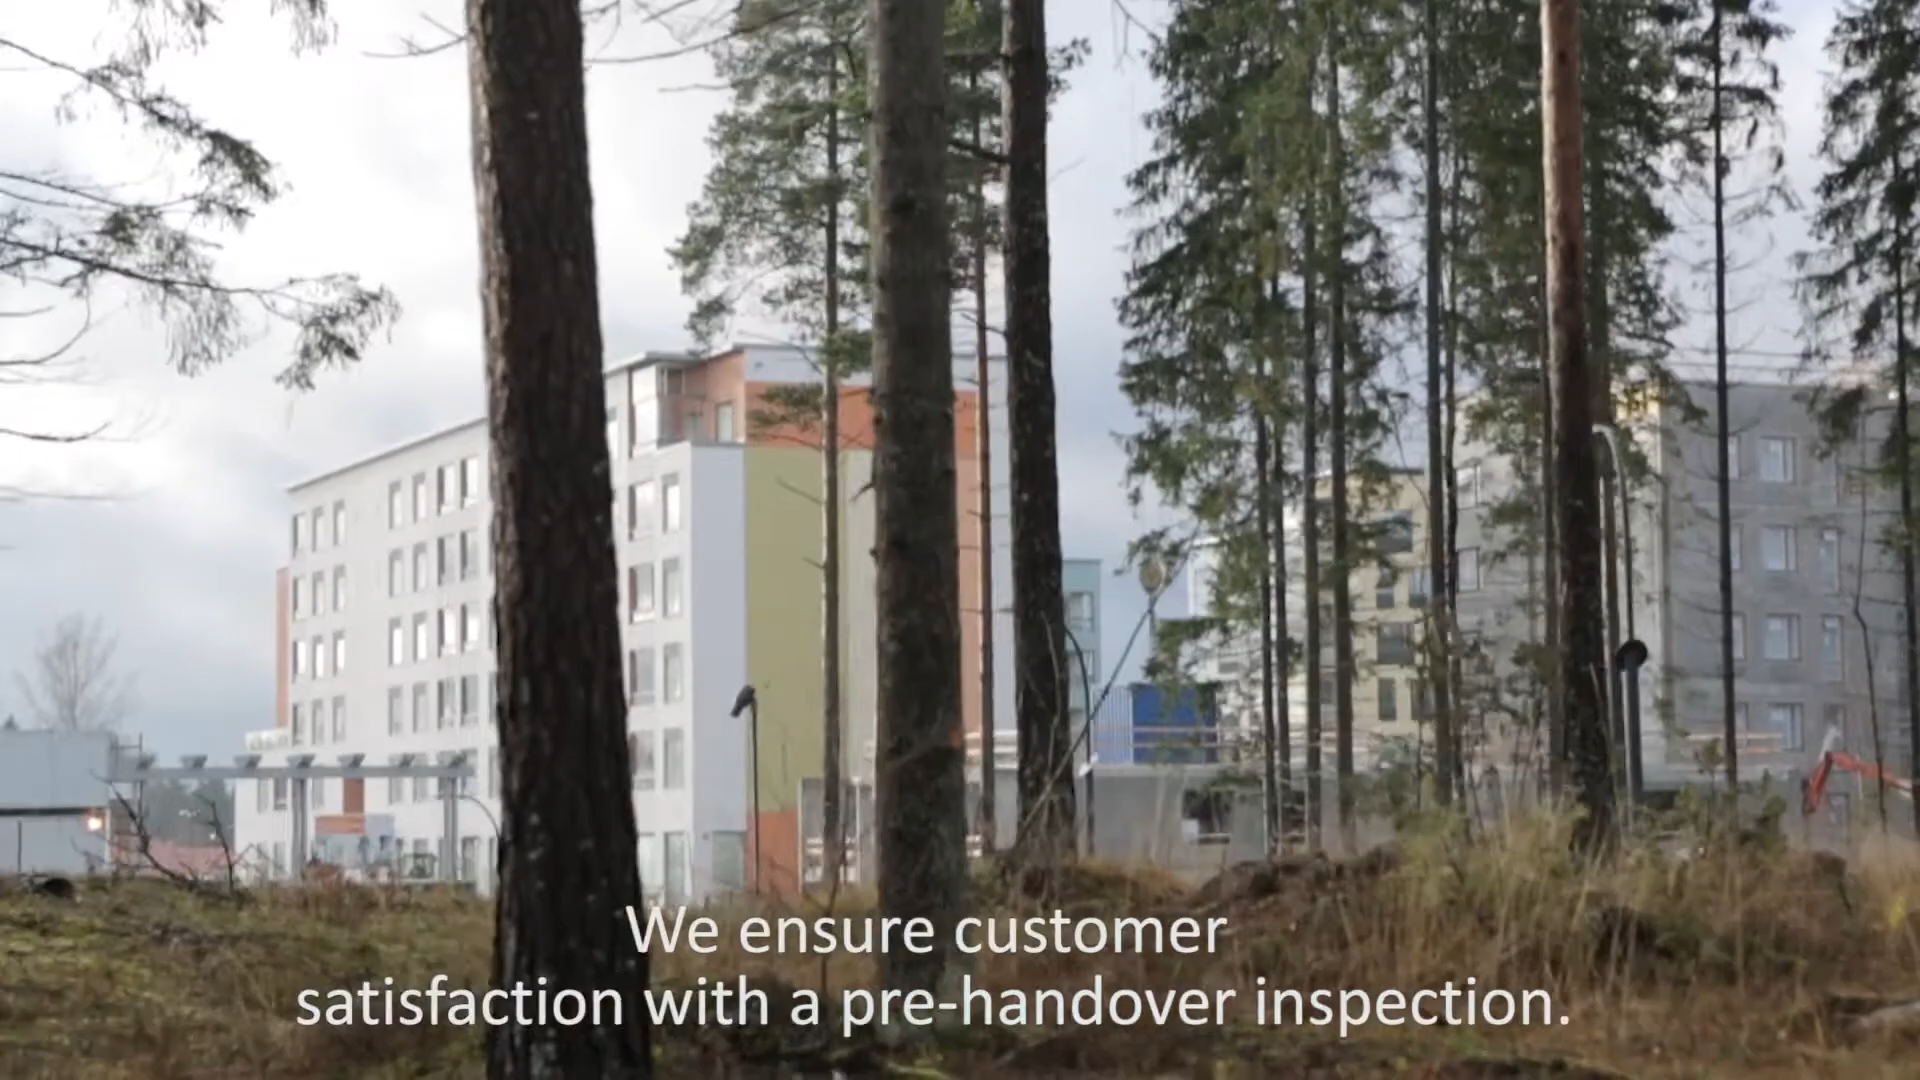 We ensure customer
satisfaction with a pre-handover inspection.